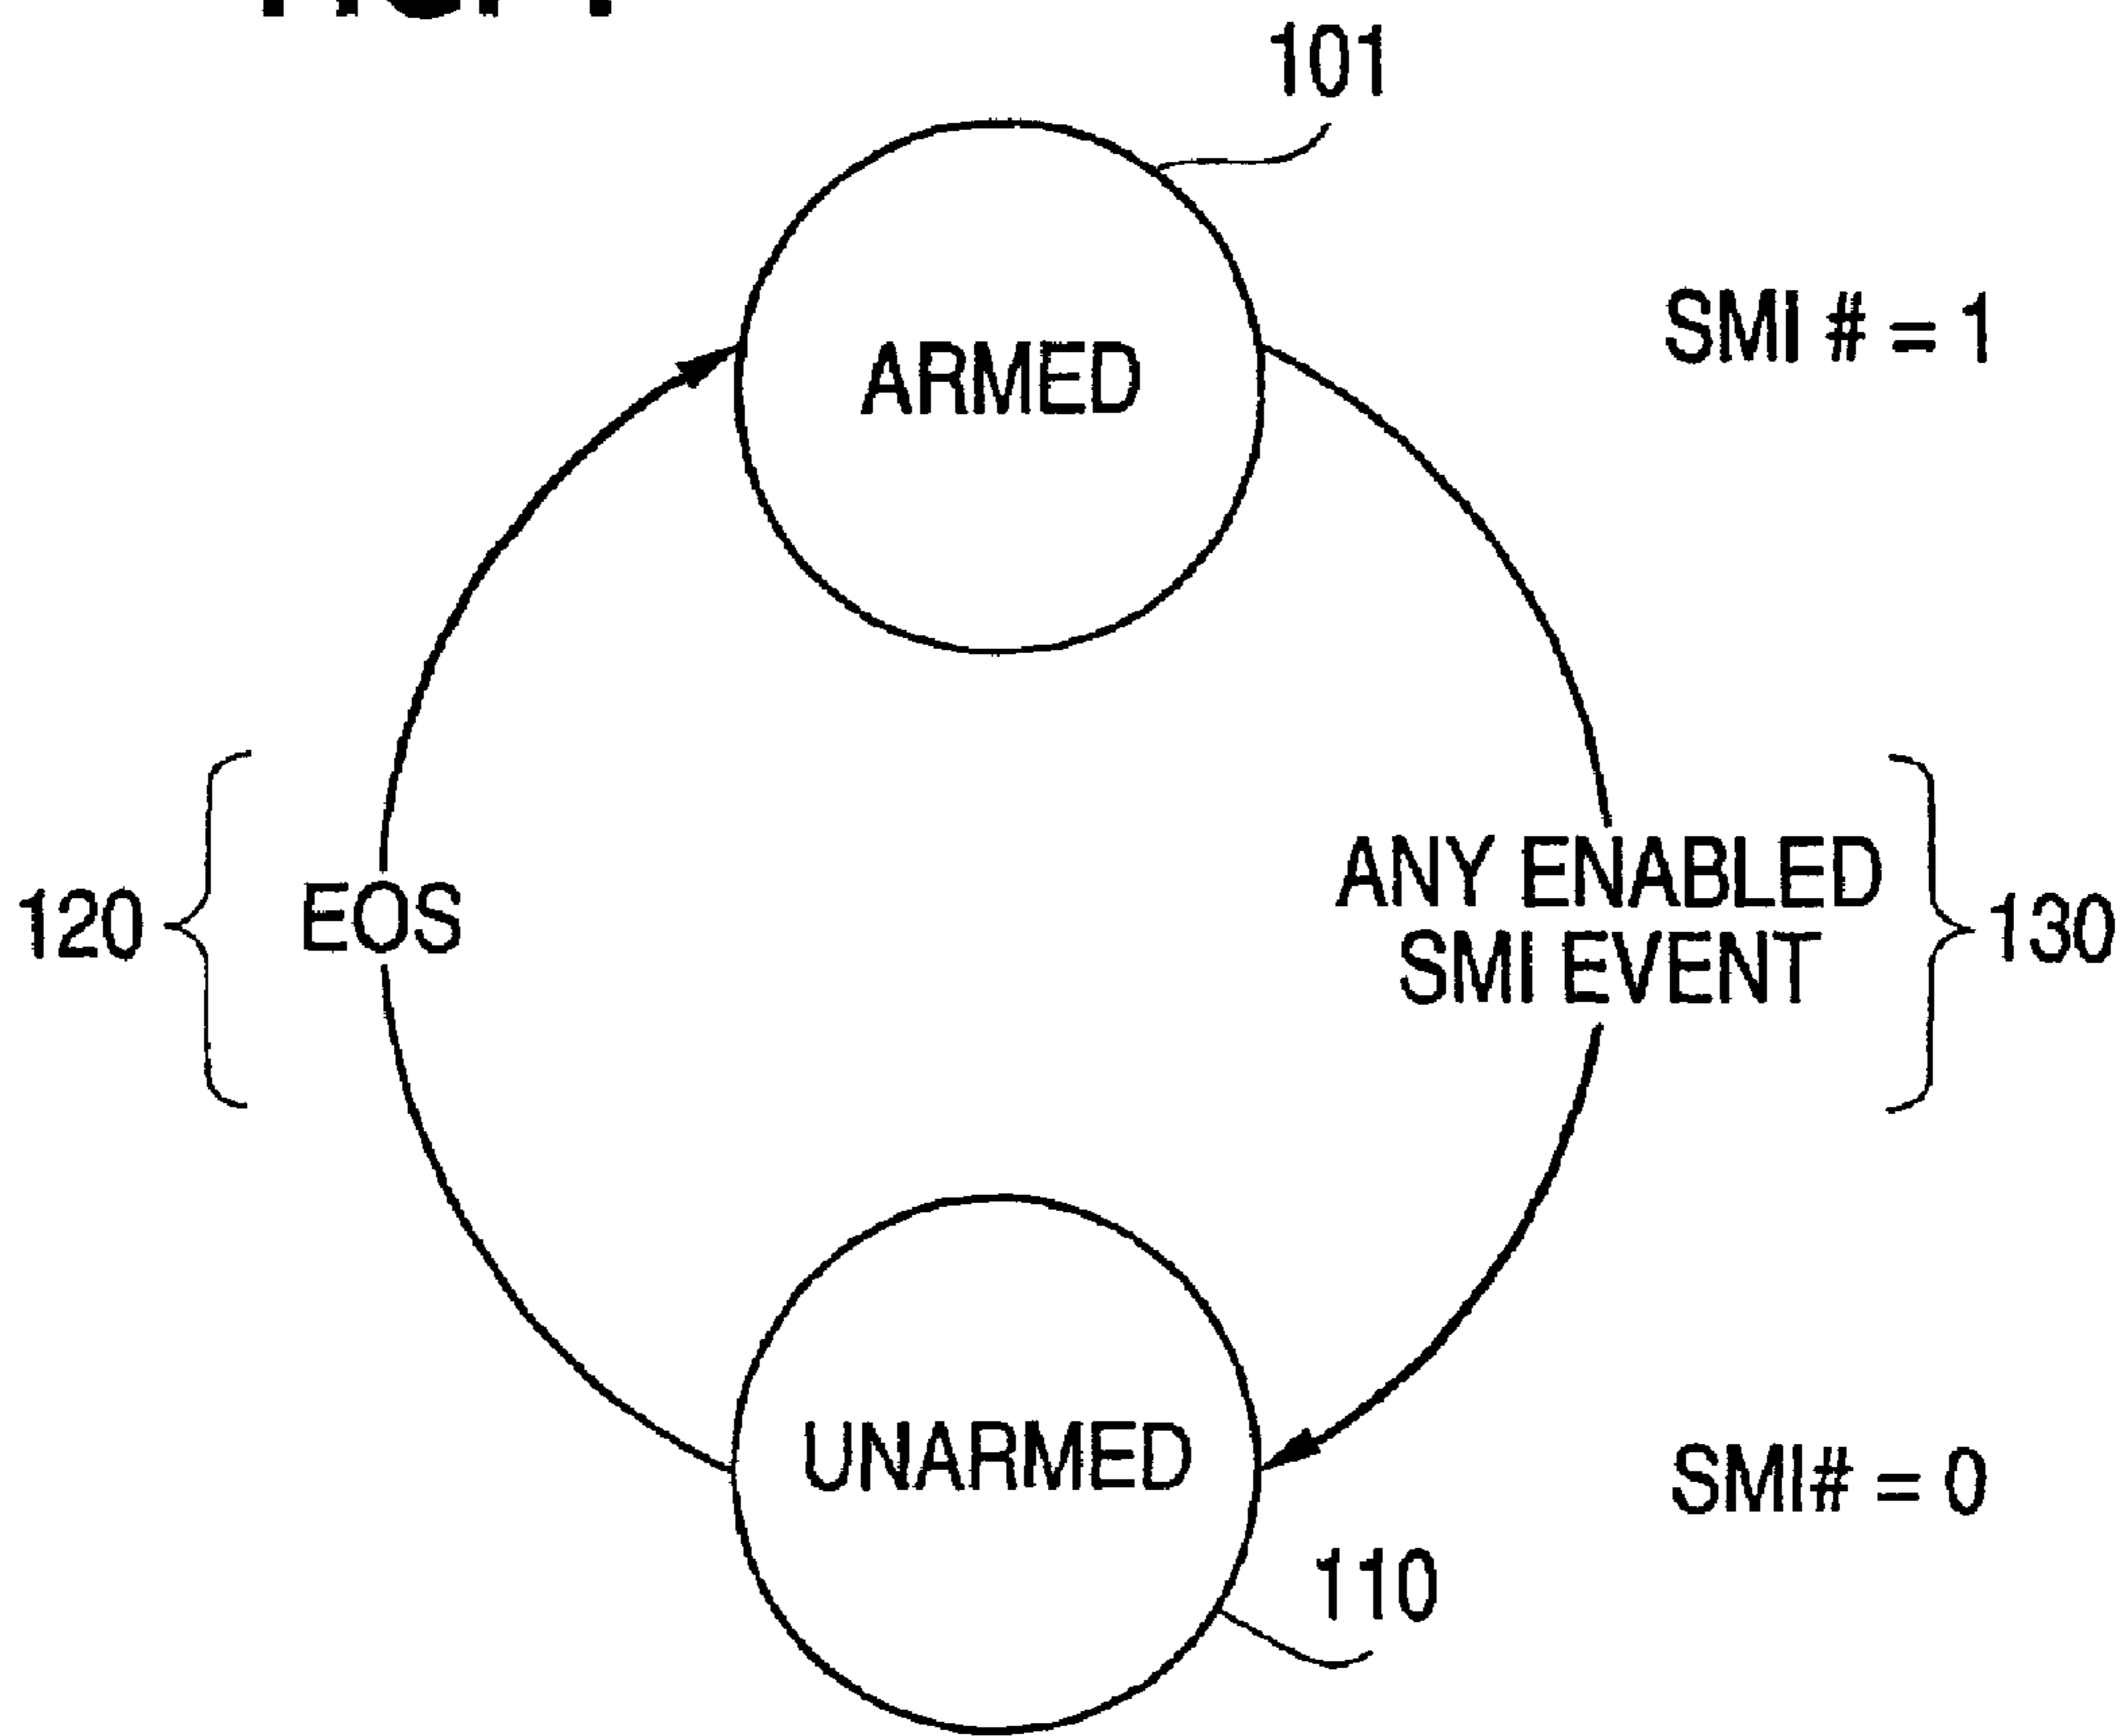 101
SMI # = 1
ARMED
120
EOS
ANY ENABLED
SMI EVENT
130
UNARMED
SMI# = 0
110